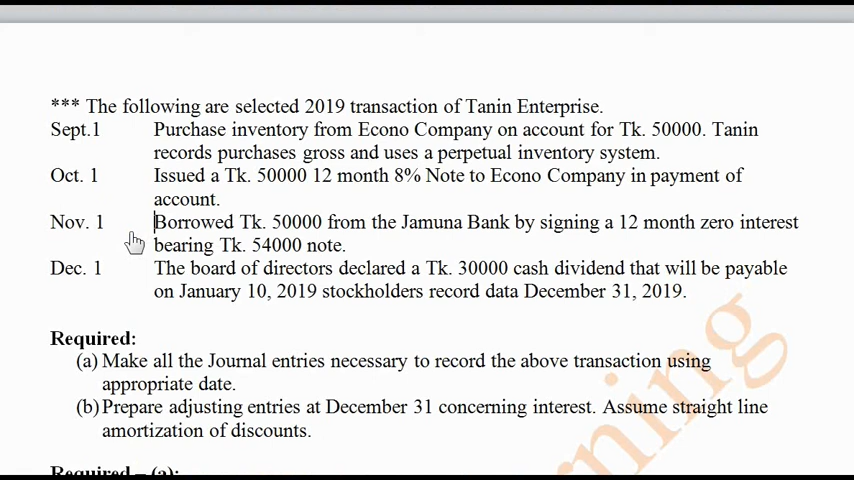 *** The following are selected 2019 transaction of Tanin Enterprise.
Sept.1 Purchase inventory from Econo Company on account for Tk. 50000. Tanin
records purchases gross and uses a perpetual inventory system.
Oct. 1 Issued a Tk. 50000 12 month 8% Note to Econo Company in payment of
account.
Nov. 1 Borrowed Tk. 50000 from the Jamuna Bank by signing a 12 month zero interest
bearing Tk. 54000 note.
Dec. 1 The board of directors declared a Tk. 30000 cash dividend that will be payable
on January 10, 2019 stockholders record data December 31, 2019.
Required:
(a) Make all the Journal entries necessary to record the above transaction using
appropriate date.
(b) Prepare adjusting entries at December 31 concerning interest. Assume straight line
amortization of discounts.
Required – (a):
ning